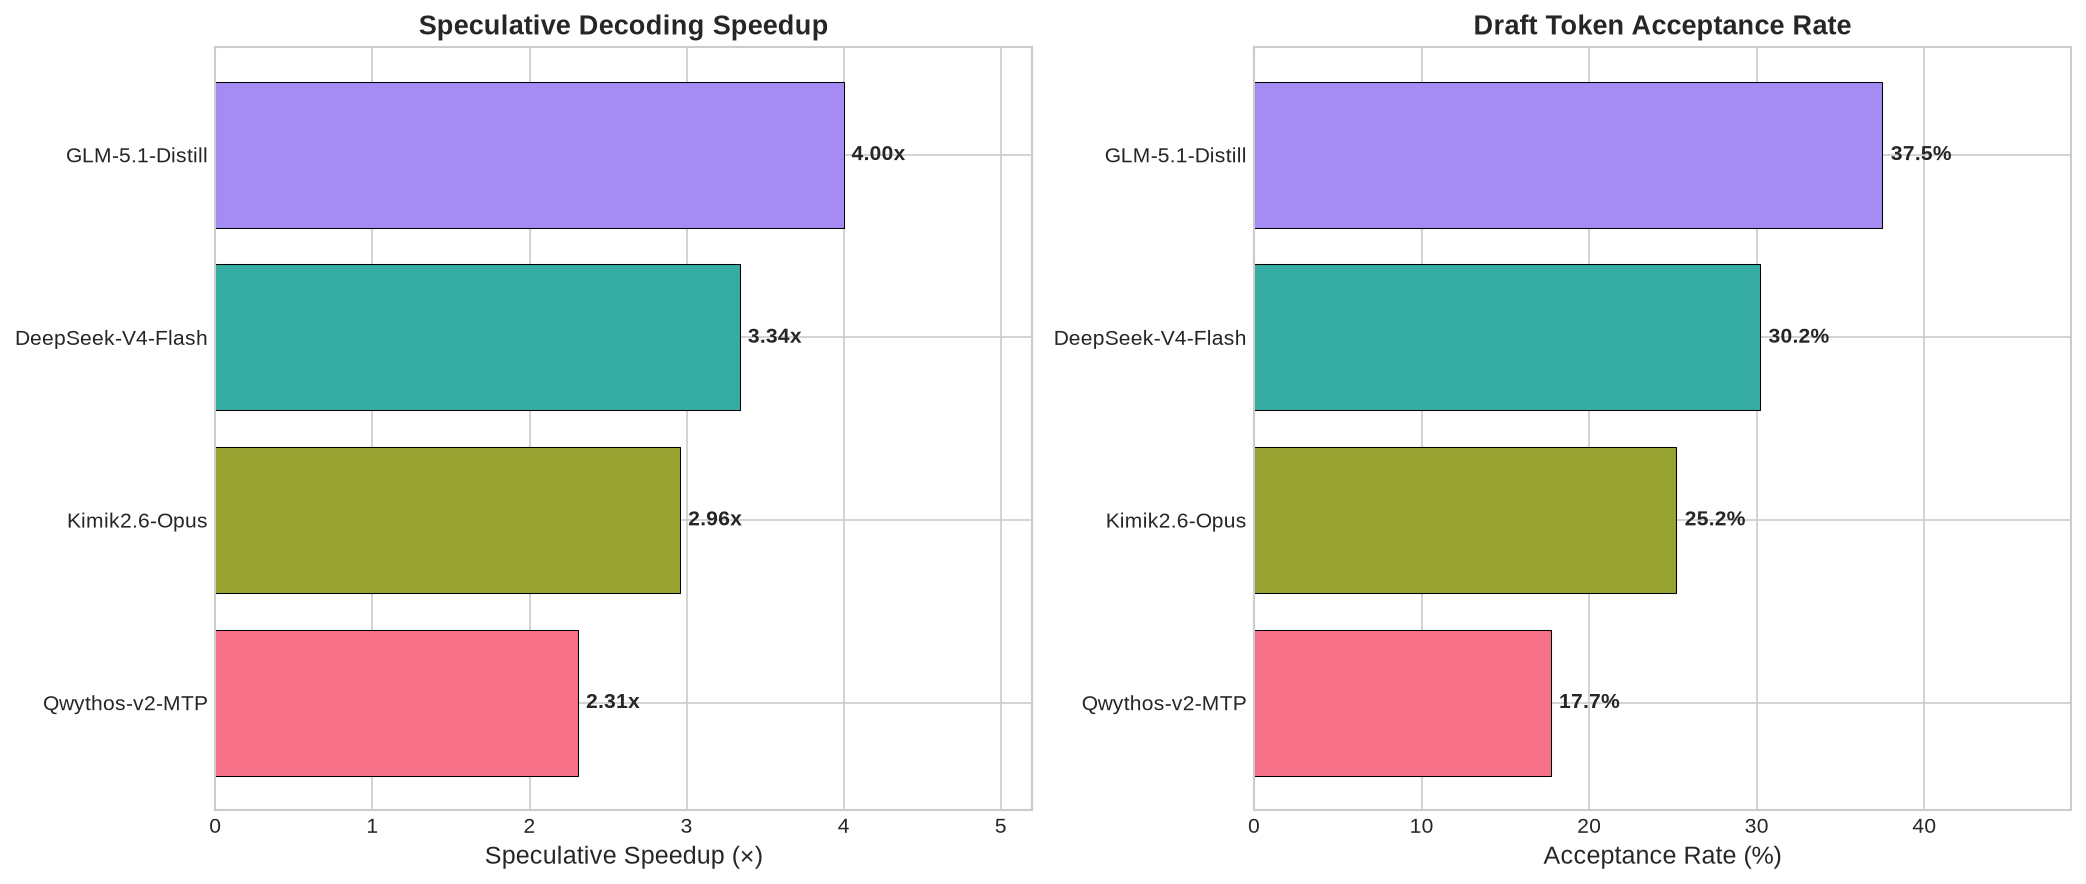 Speculative Decoding Speedup
GLM-5.1-Distill
4.00x
DeepSeek-V4-Flash
3.34x
Kimik2.6-Opus
2.96x
Qwythos-v2-MTP
2.31x
0 1 2 3 4 5
Speculative Speedup (×)
Draft Token Acceptance Rate
GLM-5.1-Distill
37.5%
DeepSeek-V4-Flash
30.2%
Kimik2.6-Opus
25.2%
Qwythos-v2-MTP
17.7%
0 10 20 30 40
Acceptance Rate (%)